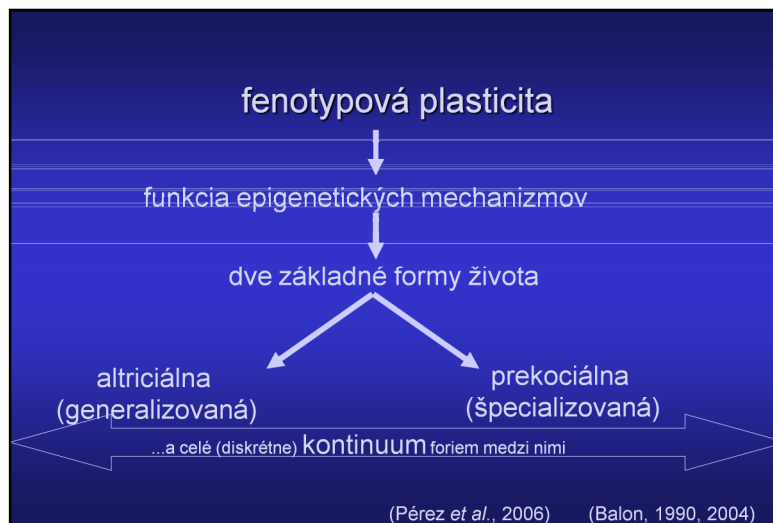 fenotypová plasticita
funkcia epigenetických mechanizmov
dve základné formy života
altriciálna
(generalizovaná)
prekociálna
(špecializovaná)
...a celé (diskrétne) kontinuum foriem medzi nimi
(Pérez et al., 2006) (Balon, 1990, 2004)